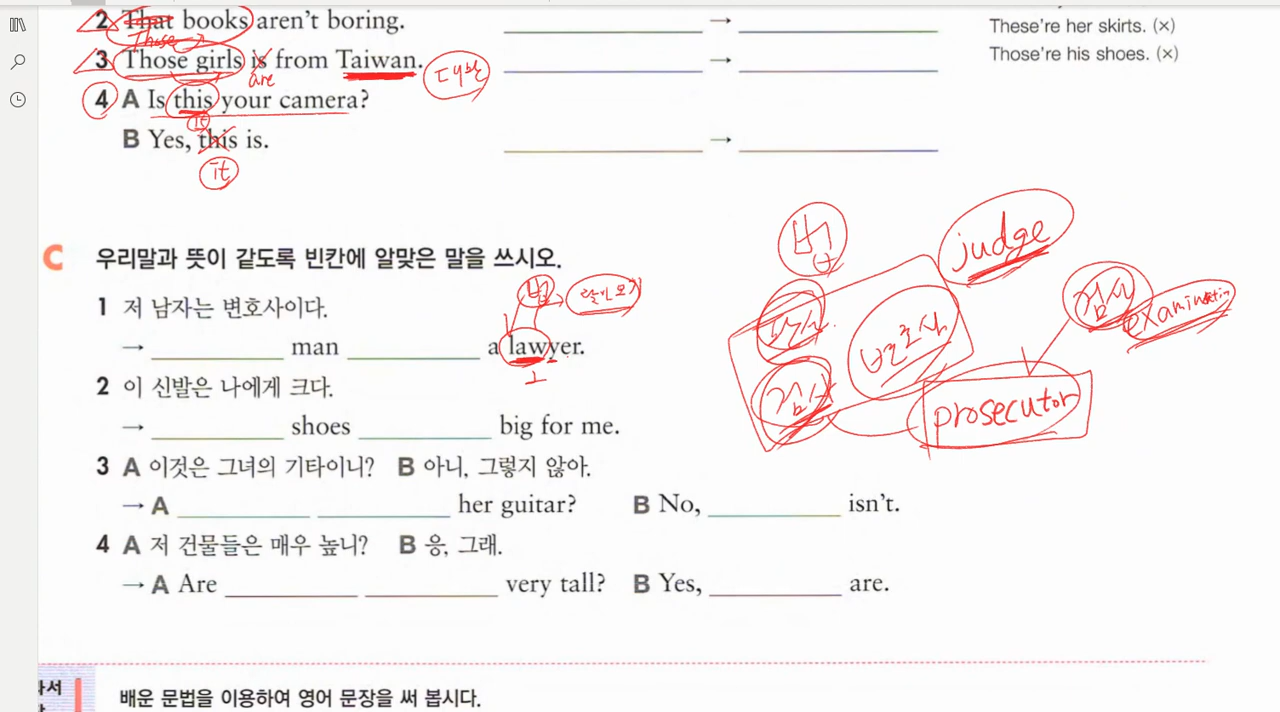 2 That books aren't boring. → These're her skirts. (×)
Those
3 Those girls is from Taiwan. → Those're his shoes. (×)
are 대만
4 A Is this your camera?
it
B Yes, this is. →
it
C 우리말과 뜻이 같도록 빈칸에 알맞은 말을 쓰시오.
법 judge
1 저 남자는 변호사이다.
법 검사 examination
→ man a lawyer.
검사 prosecutor
2 이 신발은 나에게 크다.
→ shoes big for me.
3 A 이것은 그녀의 기타이니? B 아니, 그렇지 않아.
→ A her guitar? B No, isn't.
4 A 저 건물들은 매우 높니? B 응, 그래.
→ A Are very tall? B Yes, are.
배운 문법을 이용하여 영어 문장을 써 봅시다.